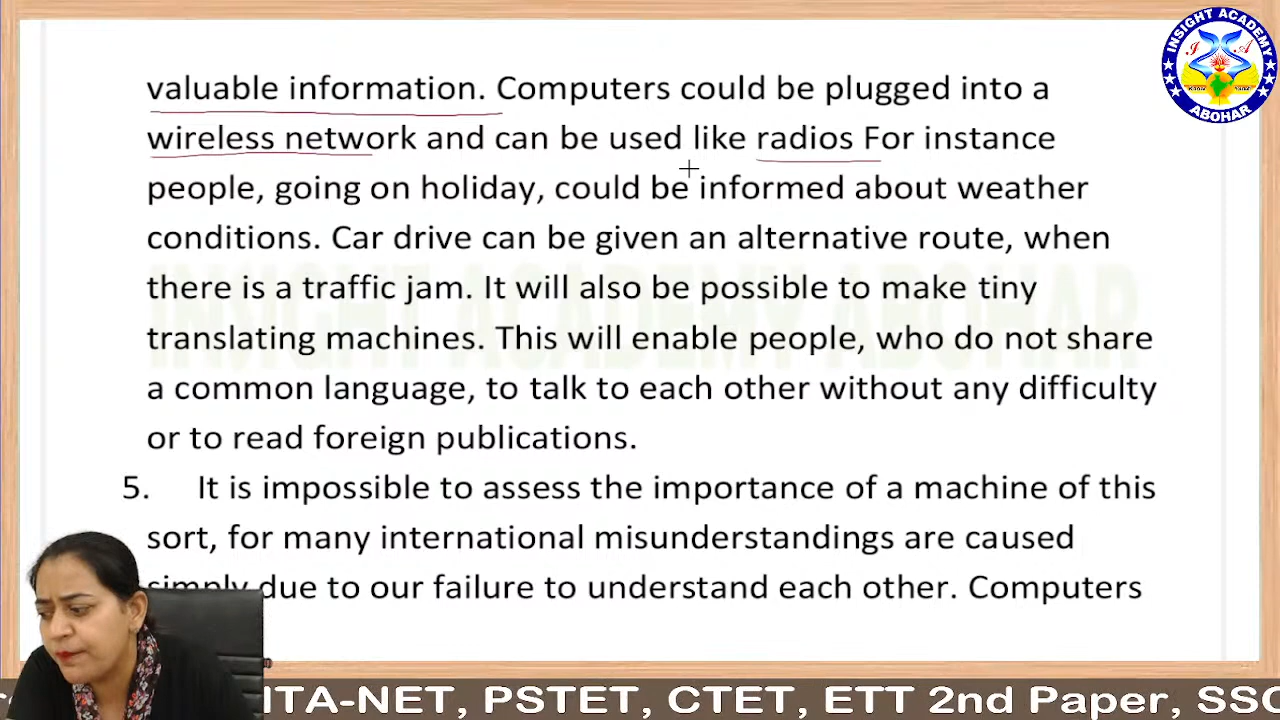 valuable information. Computers could be plugged into a
wireless network and can be used like radios For instance
people, going on holiday, could be informed about weather
conditions. Car drive can be given an alternative route, when
there is a traffic jam. It will also be possible to make tiny
translating machines. This will enable people, who do not share
a common language, to talk to each other without any difficulty
or to read foreign publications.
5. It is impossible to assess the importance of a machine of this
sort, for many international misunderstandings are caused
simply due to our failure to understand each other. Computers
INSIGHT ACADEMY
I A
ABOHAR
INSIGHT ACADEMY ABOHAR
ITA-NET, PSTET, CTET, ETT 2nd Paper, SSC